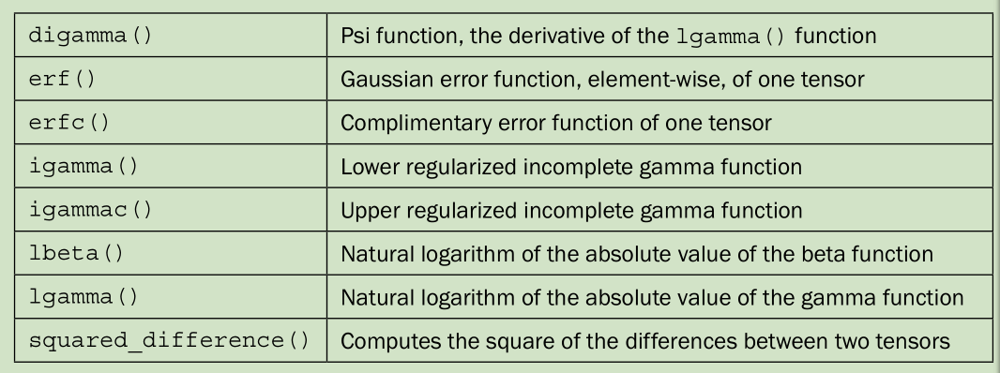 digamma() Psi function, the derivative of the lgamma() function
erf() Gaussian error function, element-wise, of one tensor
erfc() Complimentary error function of one tensor
igamma() Lower regularized incomplete gamma function
igammac() Upper regularized incomplete gamma function
lbeta() Natural logarithm of the absolute value of the beta function
lgamma() Natural logarithm of the absolute value of the gamma function
squared_difference() Computes the square of the differences between two tensors